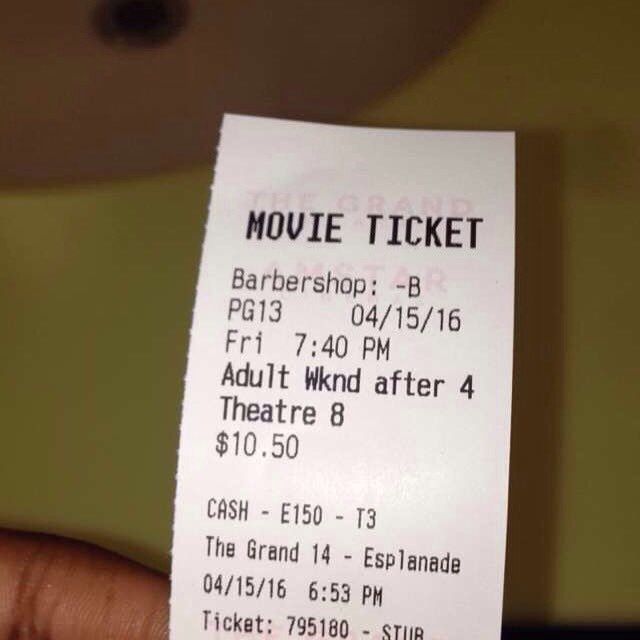 THE GRAND
MOVIE TICKET
AMSTAR
Barbershop: -B
PG13 04/15/16
Fri 7:40 PM
Adult Wknd after 4
Theatre 8
$10.50
CASH - E150 - T3
The Grand 14 - Esplanade
04/15/16 6:53 PM
Ticket: 795180 - STUB